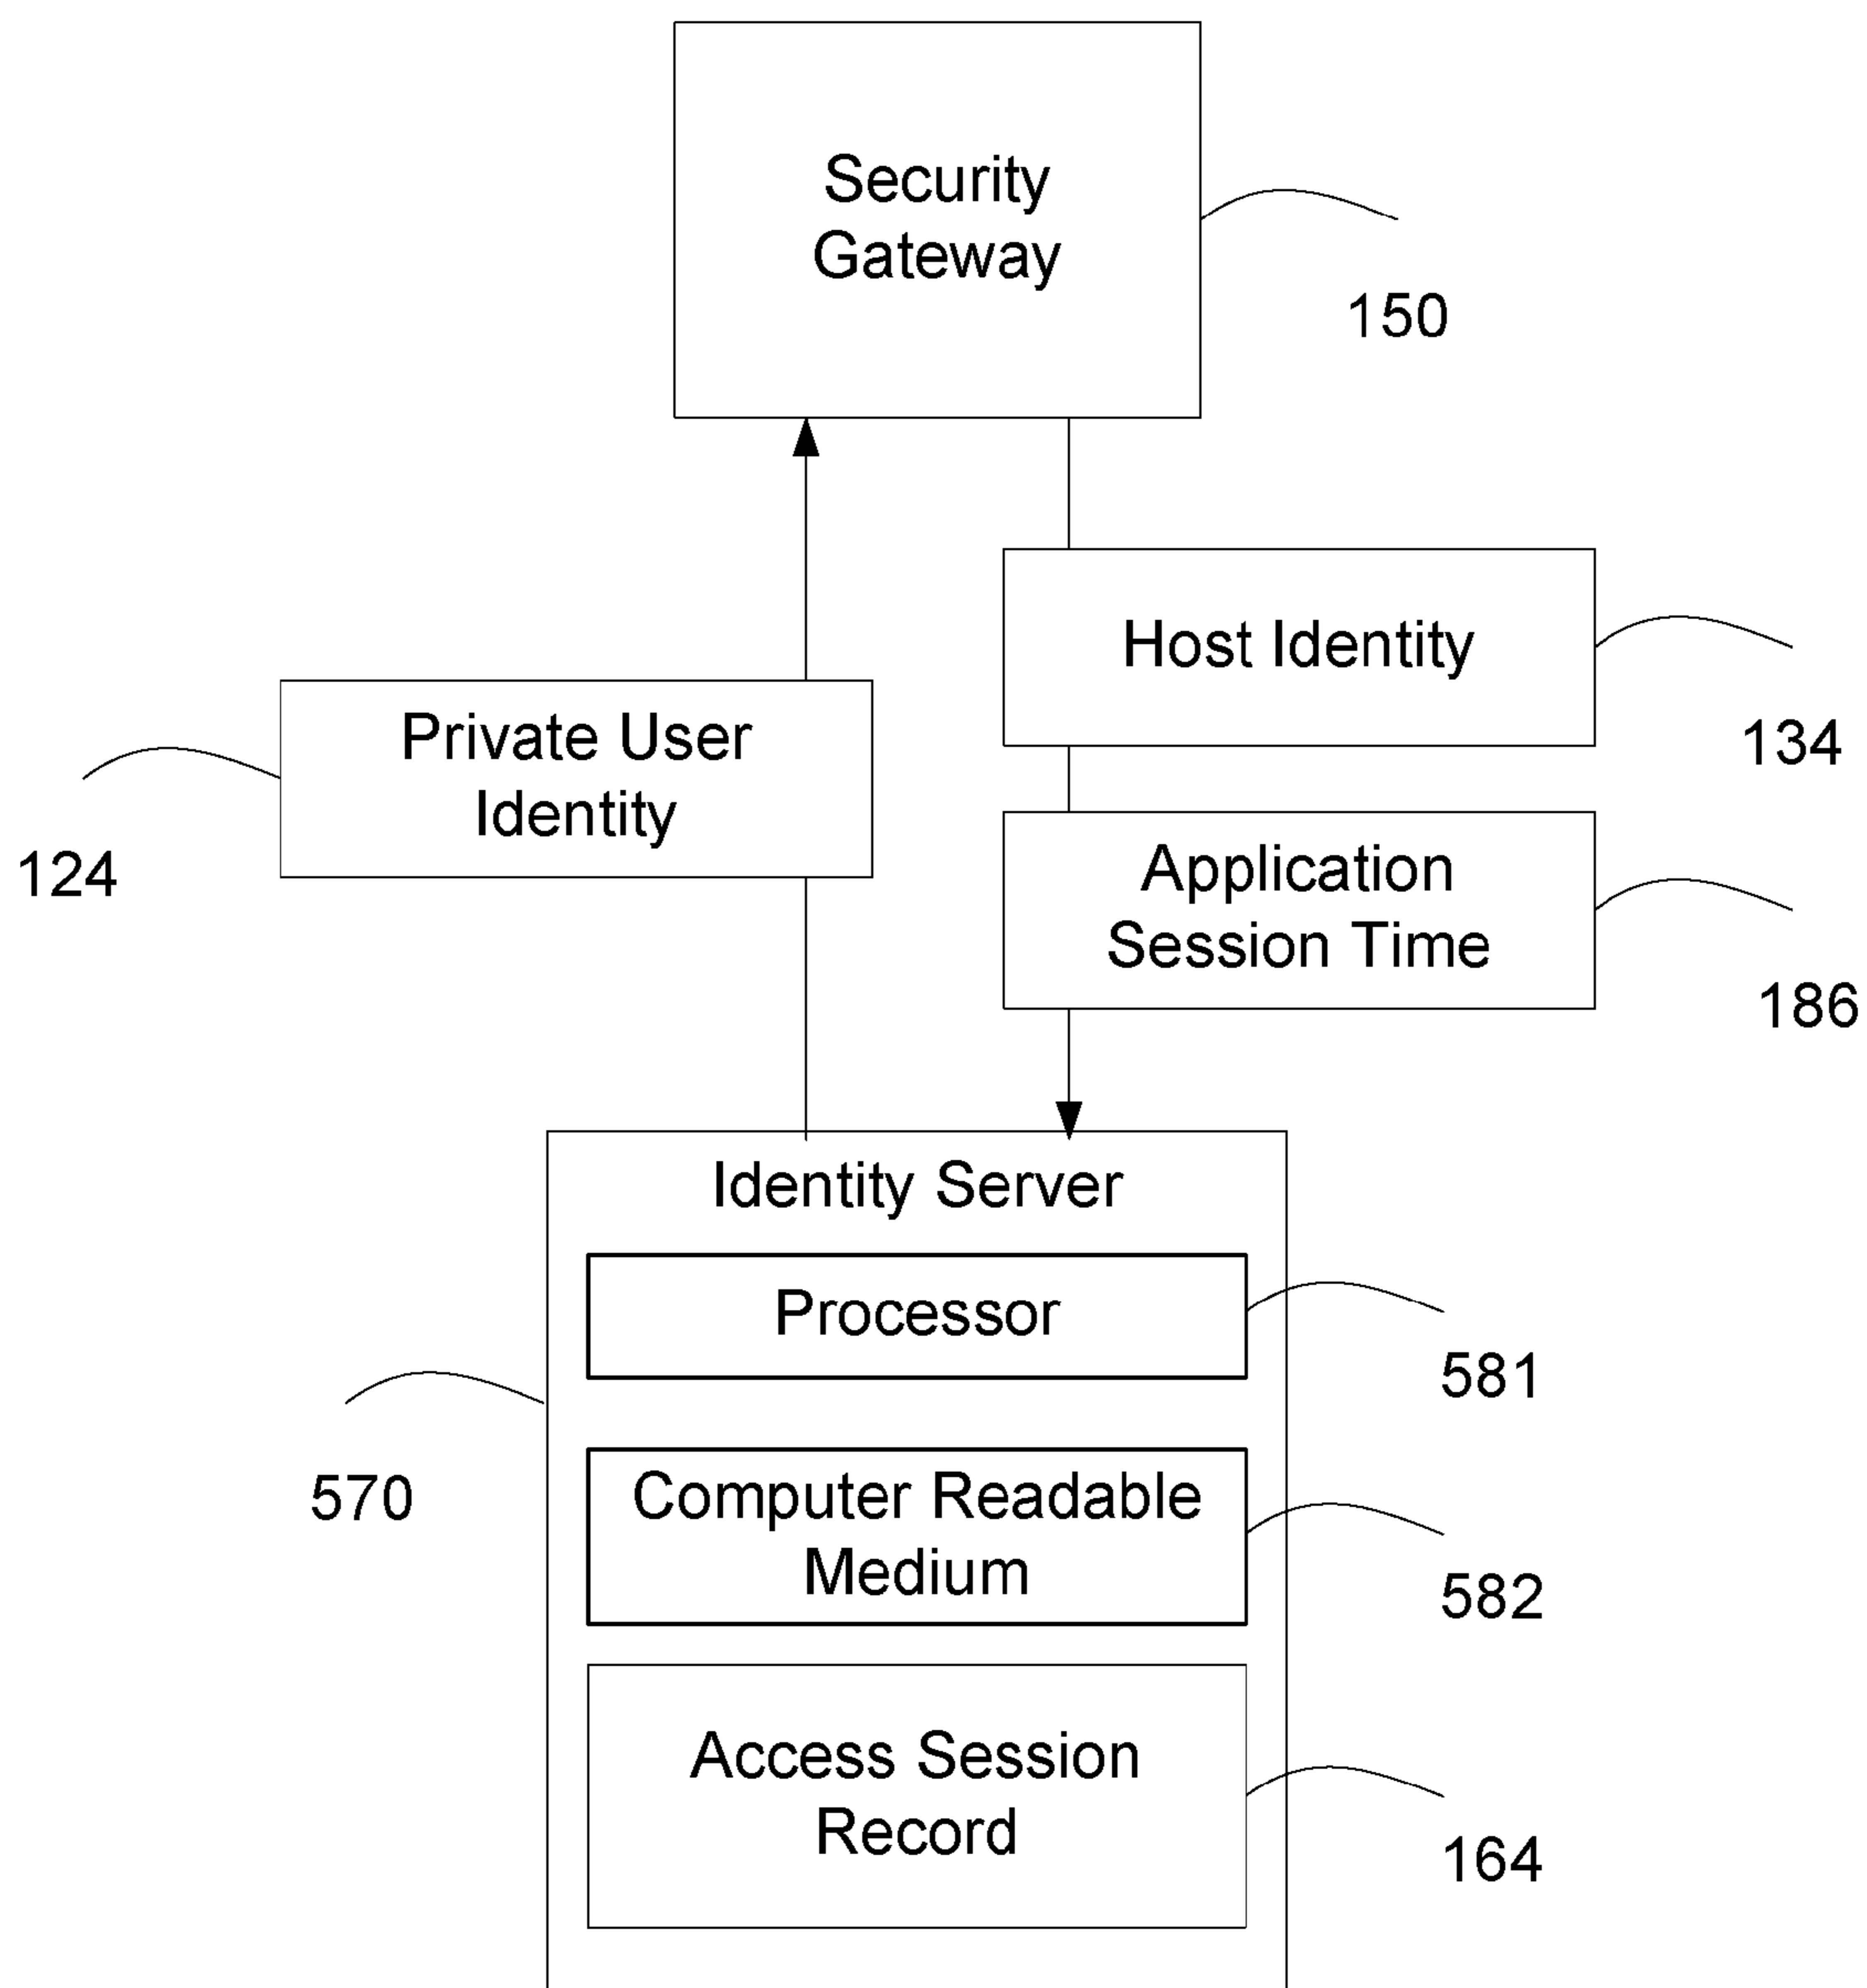 Security
Gateway
150
Host Identity
134
Private User
Identity
124
Application
Session Time
186
Identity Server
Processor
581
570
Computer Readable
Medium
582
Access Session
Record
164